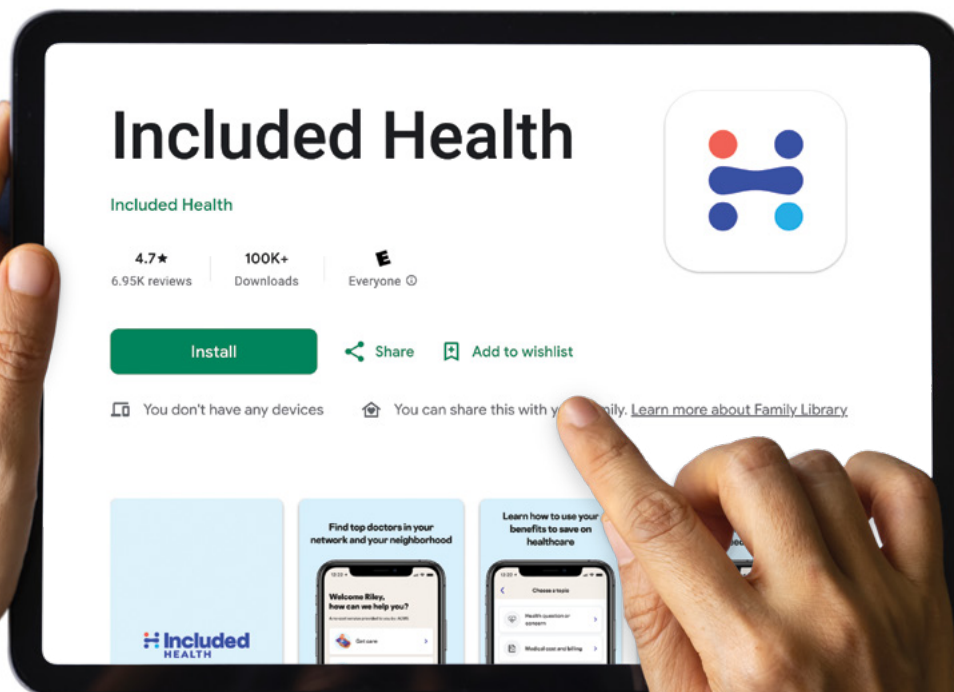 Included Health
Included Health
4.7★
6.95K reviews
100K+
Downloads
E
Everyone
Install
Share
Add to wishlist
You don't have any devices
You can share this with your family. Learn more about Family Library
Included
HEALTH
Find top doctors in your
network and your neighborhood
Welcome Riley,
how can we help you?
Get care
Learn how to use your
benefits to save on
healthcare
Choose a topic
Health question or
concern
Medical cost and billing